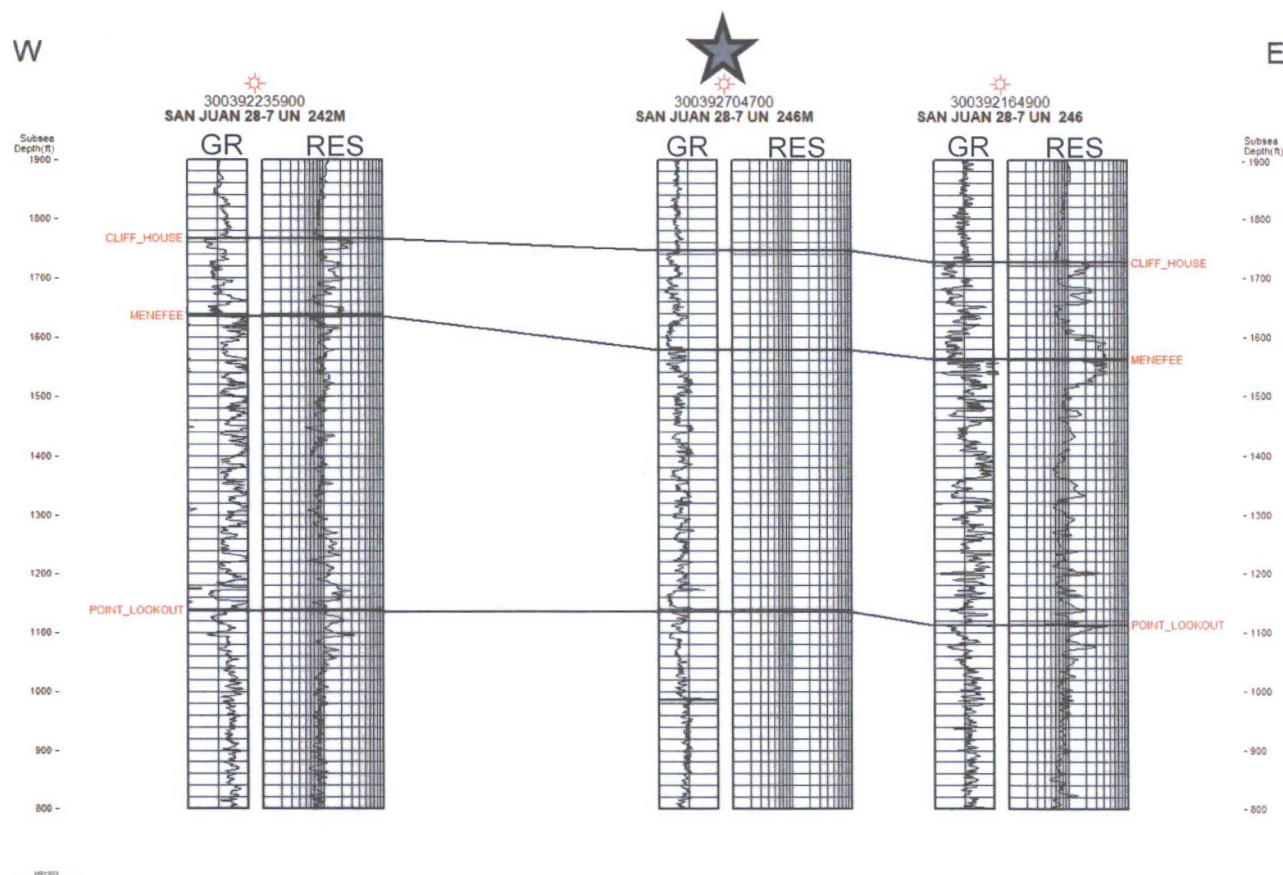 W
E
300392235900
SAN JUAN 28-7 UN 242M
300392704700
SAN JUAN 28-7 UN 246M
300392164900
SAN JUAN 28-7 UN 246
Subsea
Depth(ft)
GR RES
GR RES
GR RES
Subsea
Depth(ft)
1900 -
1800 -
1700 -
1600 -
1500 -
1400 -
1300 -
1200 -
1100 -
1000 -
900 -
800 -
CLIFF_HOUSE
MENEFEE
POINT_LOOKOUT
CLIFF_HOUSE
MENEFEE
POINT_LOOKOUT
- 1900
- 1800
- 1700
- 1600
- 1500
- 1400
- 1300
- 1200
- 1100
- 1000
- 900
- 800